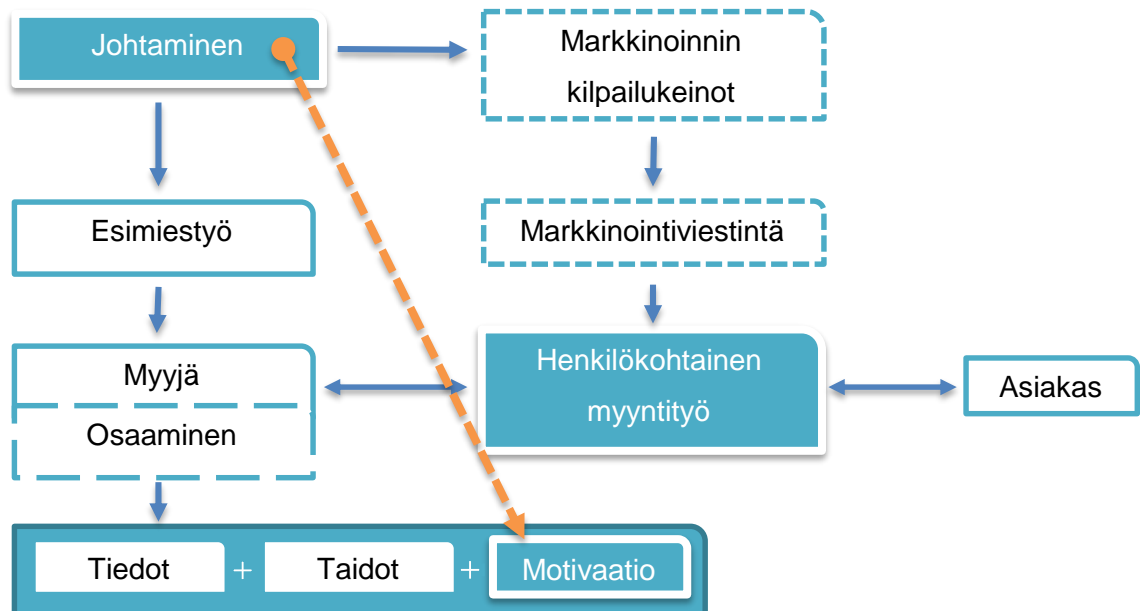 Johtaminen
Markkinoinnin
kilpailukeinot
Esimiestyö
Markkinointiviestintä
Myyjä
Osaaminen
Henkilökohtainen
myyntityö
Asiakas
Tiedot + Taidot + Motivaatio